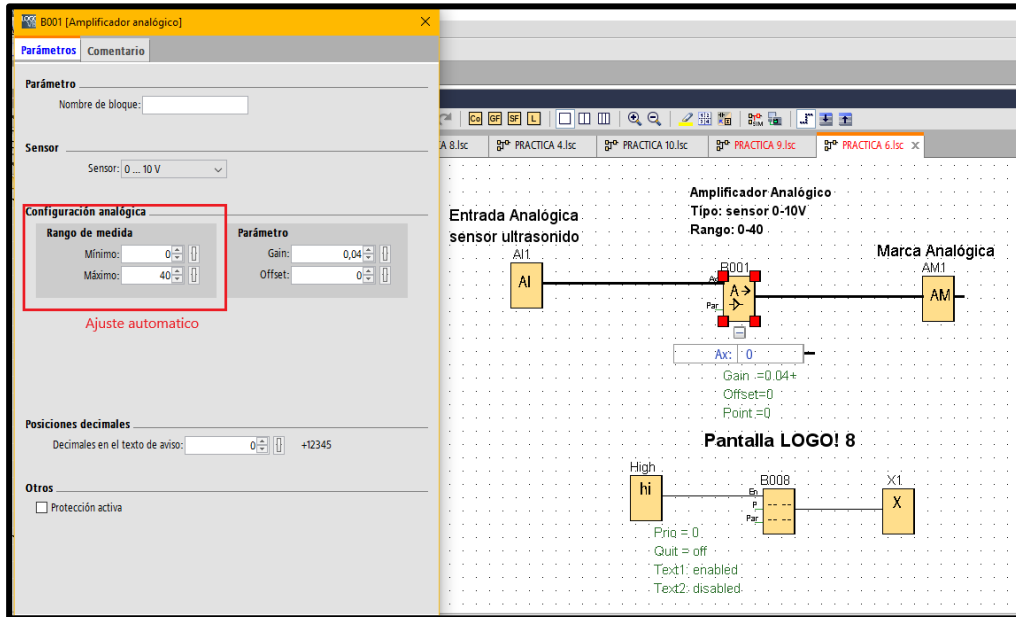 B001 [Amplificador analógico]
Parámetros
Comentario
Parámetro
Nombre de bloque:
Sensor
Sensor: 0 ... 10 V
Configuración analógica
Rango de medida
Mínimo: 0
Máximo: 40
Parámetro
Gain: 0,04
Offset: 0
Ajuste automatico
Posiciones decimales
Decimales en el texto de aviso: 0 +12345
Otros
Protección activa
Co GF SF L
SIM
A 8.lsc
PRACTICA 4.lsc
PRACTICA 10.lsc
PRACTICA 9.lsc
PRACTICA 6.lsc
Entrada Analógica
sensor ultrasonido
AI1
AI
Amplificador Analógico
Típo: sensor 0-10V
Rango: 0-40
B001
A→
Par
Ax: 0
Gain =0.04+
Offset=0
Point =0
Marca Analógica
AM1
AM
Pantalla LOGO! 8
High
hi
B008
En
P
Par
X1
X
Prio = 0
Quit = off
Text1: enabled
Text2: disabled